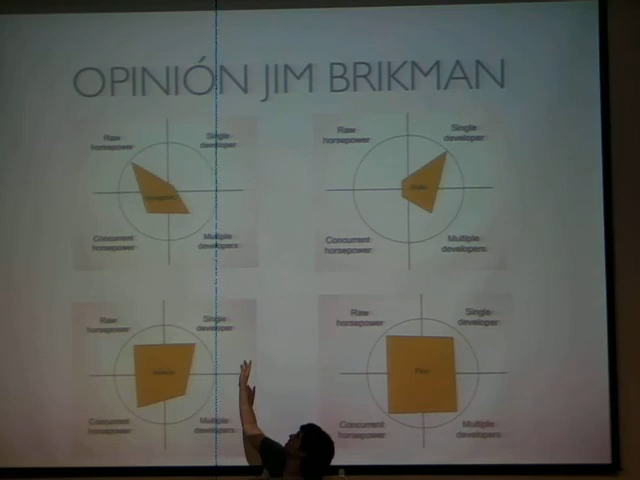 OPINIÓN JIM BRIKMAN
Raw
horsepower
Single
developer
Concurrent
horsepower
Multiple
developers
Raw
horsepower
Single
developer
Concurrent
horsepower
Multiple
developers
Raw
horsepower
Single
developer
Concurrent
horsepower
Multiple
developers
Raw
horsepower
Single
developer
Play
Concurrent
horsepower
Multiple
developers